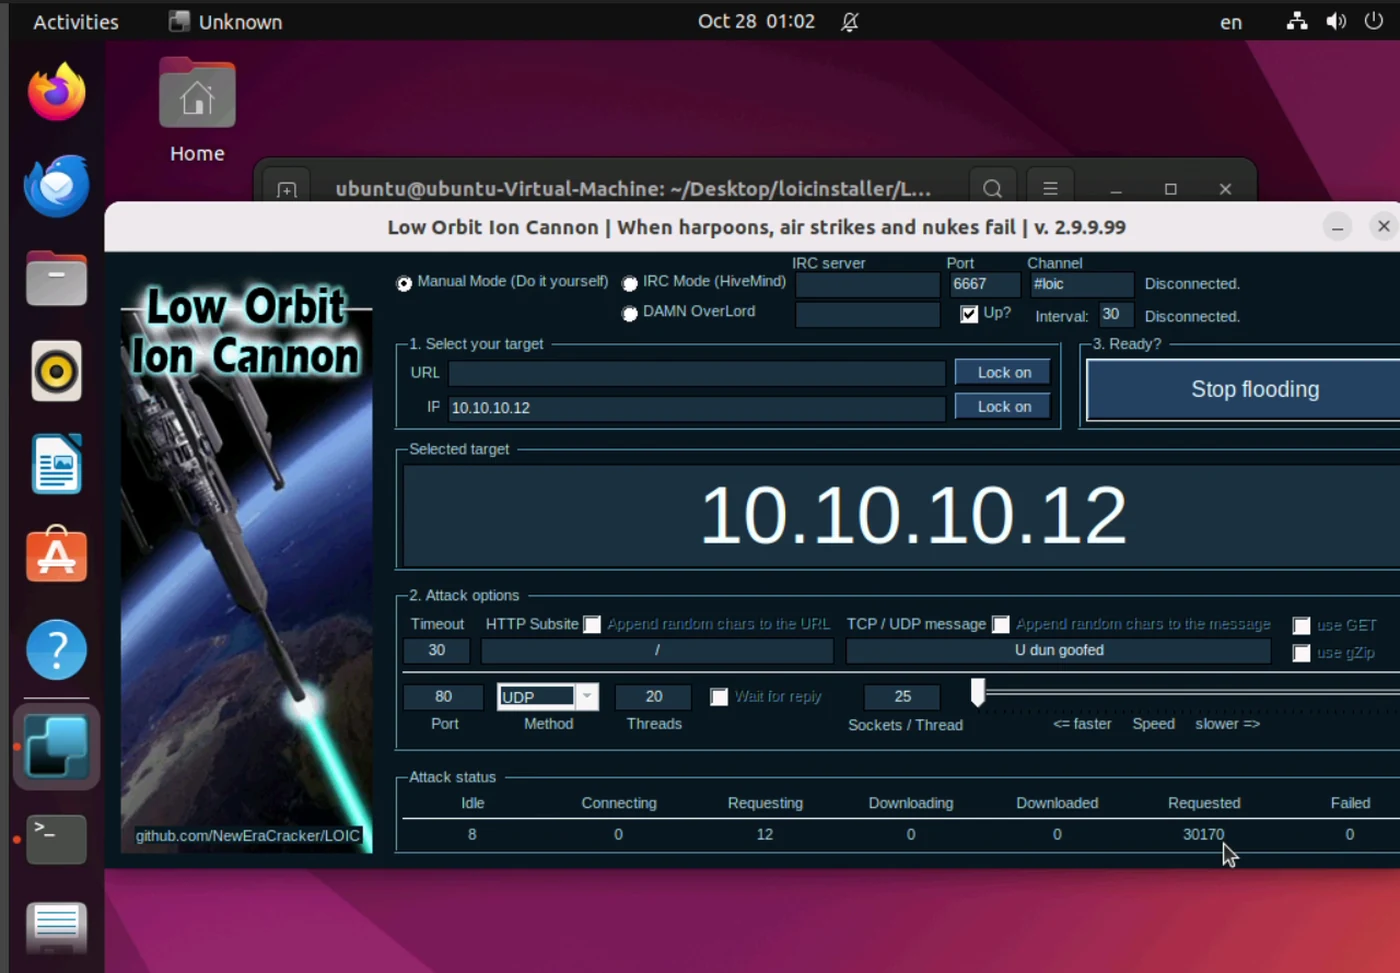 Activities Unknown Oct 28 01:02 en
Home
ubuntu@ubuntu-Virtual-Machine: ~/Desktop/loicinstaller/L...
Low Orbit Ion Cannon | When harpoons, air strikes and nukes fail | v. 2.9.9.99
Low Orbit
Ion Cannon
github.com/NewEraCracker/LOIC
IRC server Port Channel
Manual Mode (Do it yourself) IRC Mode (HiveMind) 6667 #loic Disconnected.
DAMN OverLord Up? Interval: 30 Disconnected.
1. Select your target
URL Lock on
IP 10.10.10.12 Lock on
3. Ready?
Stop flooding
Selected target
10.10.10.12
2. Attack options
Timeout HTTP Subsite Append random chars to the URL TCP / UDP message Append random chars to the message use GET
30 / U dun goofed use gZip
80 UDP 20 Wait for reply 25
Port Method Threads Sockets / Thread <= faster Speed slower =>
Attack status
Idle Connecting Requesting Downloading Downloaded Requested Failed
8 0 12 0 0 30170 0